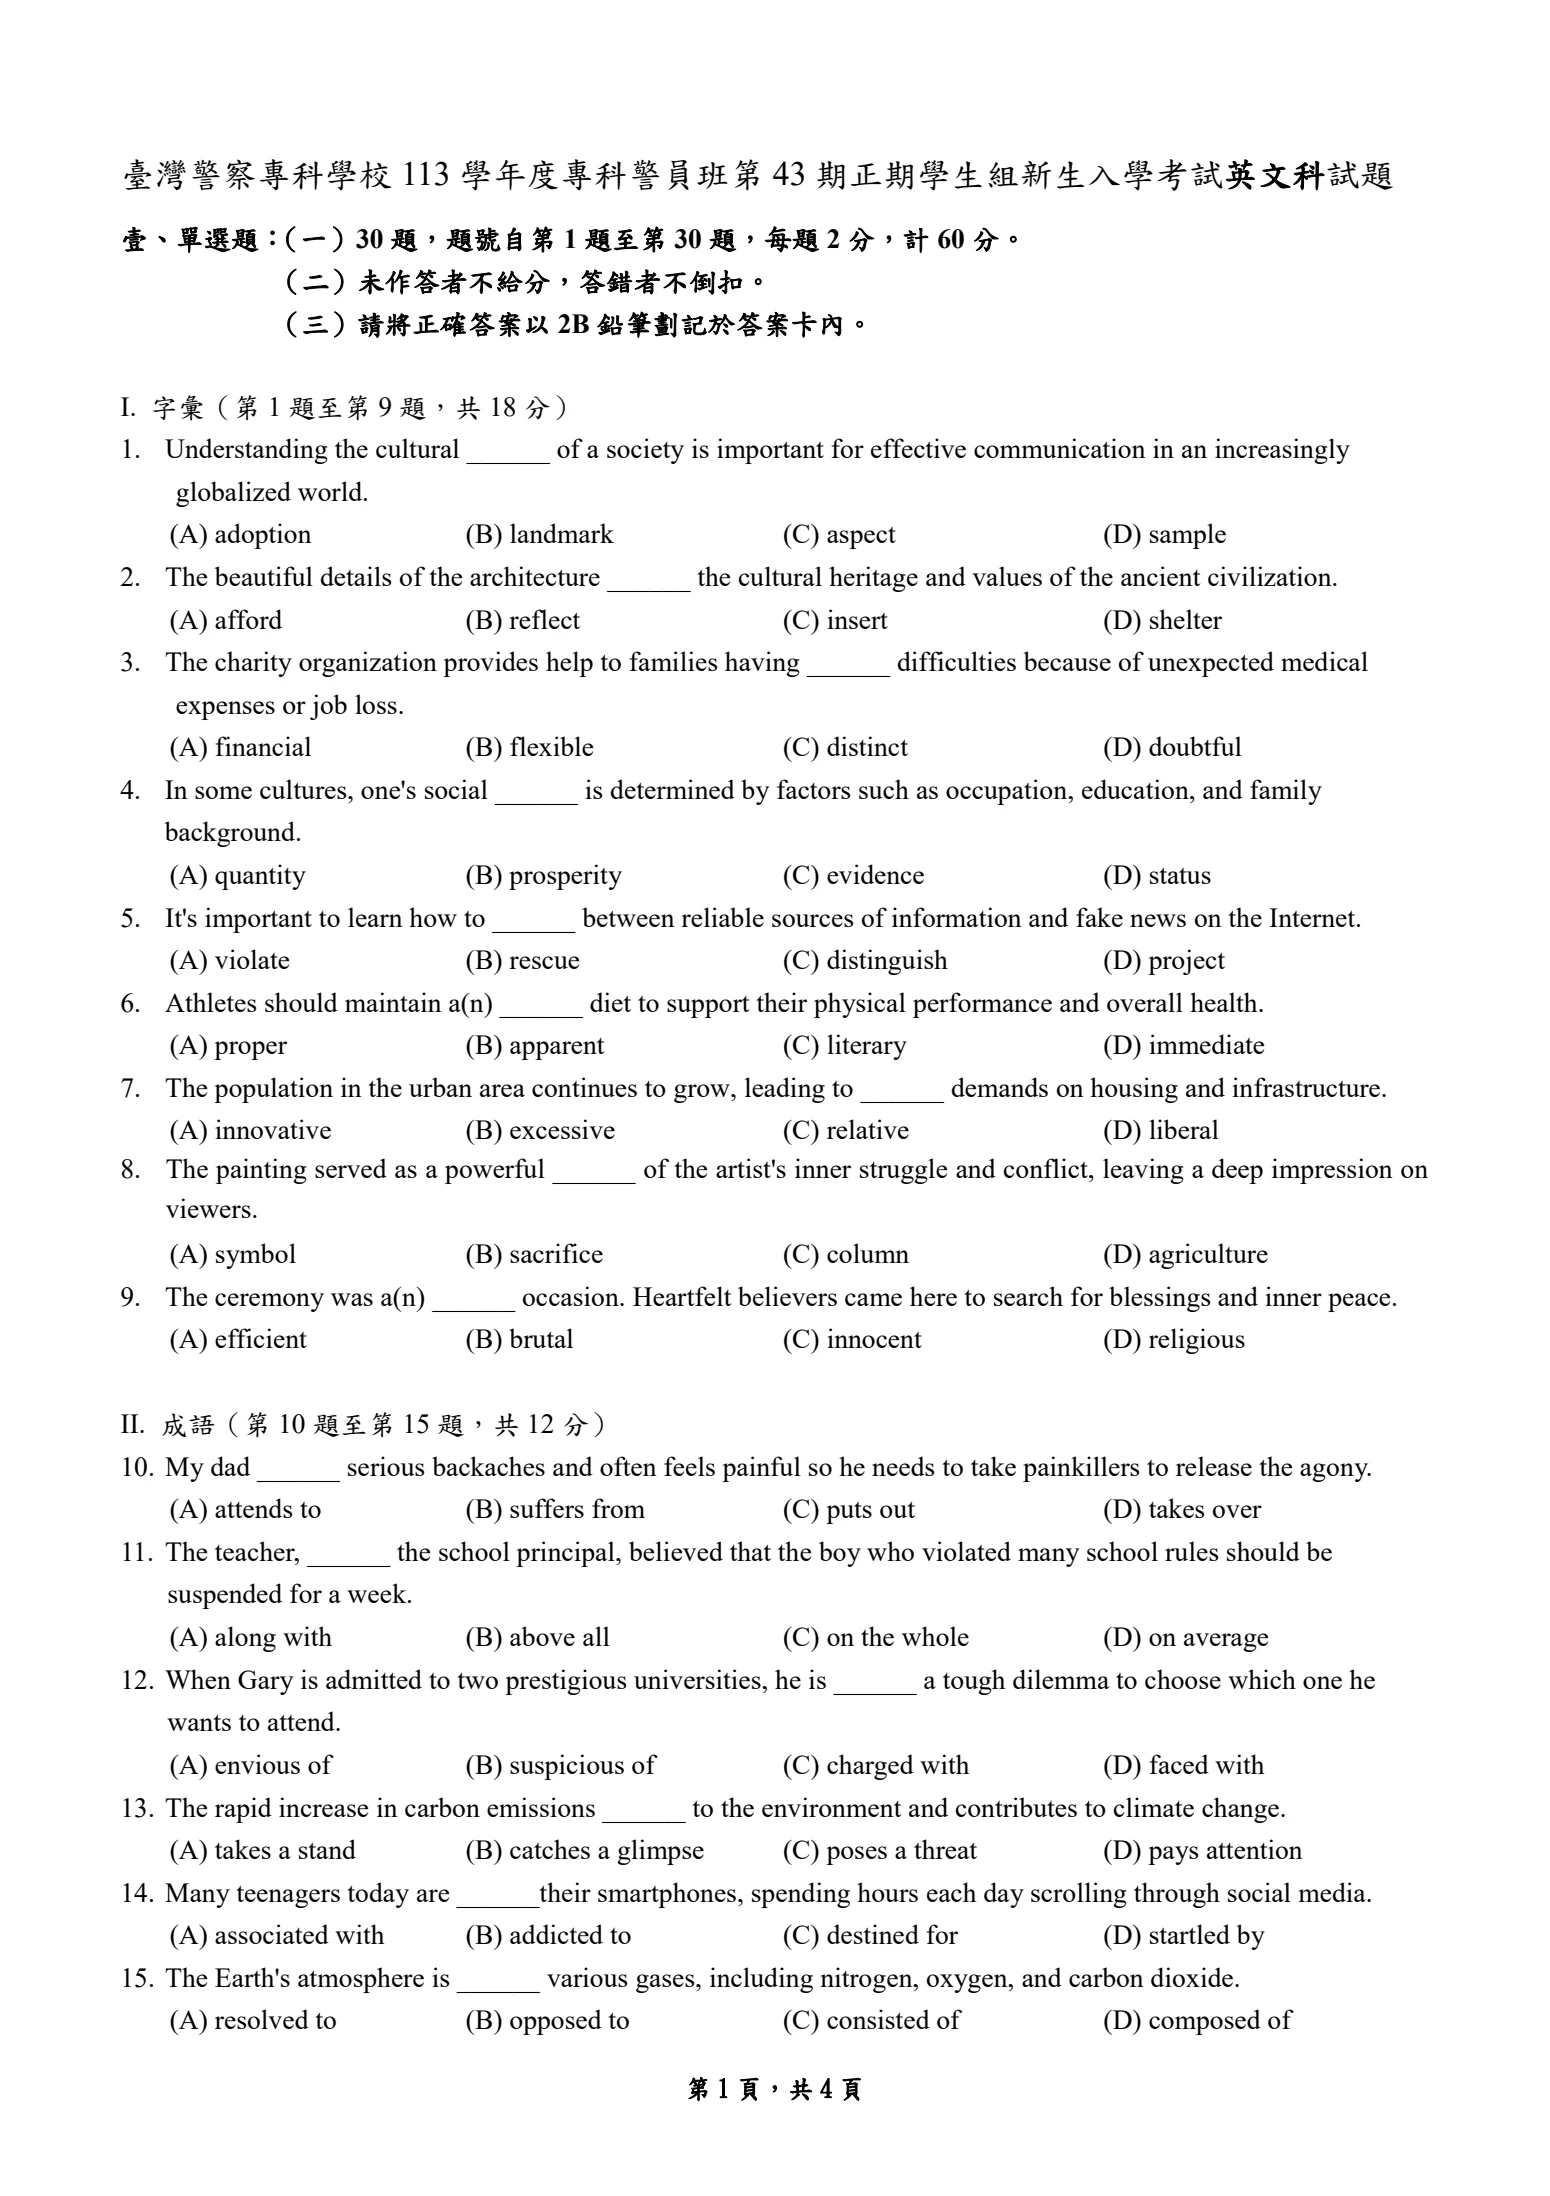 臺灣警察專科學校 113 學年度專科警員班第 43 期正期學生組新生入學考試英文科試題
壹、單選題：（一）30 題，題號自第 1 題至第 30 題，每題 2 分，計 60 分。
（二）未作答者不給分，答錯者不倒扣。
（三）請將正確答案以 2B 鉛筆劃記於答案卡內。
I. 字彙（第 1 題至第 9 題，共 18 分）
1. Understanding the cultural ______ of a society is important for effective communication in an increasingly
globalized world.
(A) adoption (B) landmark (C) aspect (D) sample
2. The beautiful details of the architecture ______ the cultural heritage and values of the ancient civilization.
(A) afford (B) reflect (C) insert (D) shelter
3. The charity organization provides help to families having ______ difficulties because of unexpected medical
expenses or job loss.
(A) financial (B) flexible (C) distinct (D) doubtful
4. In some cultures, one's social ______ is determined by factors such as occupation, education, and family
background.
(A) quantity (B) prosperity (C) evidence (D) status
5. It's important to learn how to ______ between reliable sources of information and fake news on the Internet.
(A) violate (B) rescue (C) distinguish (D) project
6. Athletes should maintain a(n) ______ diet to support their physical performance and overall health.
(A) proper (B) apparent (C) literary (D) immediate
7. The population in the urban area continues to grow, leading to ______ demands on housing and infrastructure.
(A) innovative (B) excessive (C) relative (D) liberal
8. The painting served as a powerful ______ of the artist's inner struggle and conflict, leaving a deep impression on
viewers.
(A) symbol (B) sacrifice (C) column (D) agriculture
9. The ceremony was a(n) ______ occasion. Heartfelt believers came here to search for blessings and inner peace.
(A) efficient (B) brutal (C) innocent (D) religious
II. 成語（第 10 題至第 15 題，共 12 分）
10. My dad ______ serious backaches and often feels painful so he needs to take painkillers to release the agony.
(A) attends to (B) suffers from (C) puts out (D) takes over
11. The teacher, ______ the school principal, believed that the boy who violated many school rules should be
suspended for a week.
(A) along with (B) above all (C) on the whole (D) on average
12. When Gary is admitted to two prestigious universities, he is ______ a tough dilemma to choose which one he
wants to attend.
(A) envious of (B) suspicious of (C) charged with (D) faced with
13. The rapid increase in carbon emissions ______ to the environment and contributes to climate change.
(A) takes a stand (B) catches a glimpse (C) poses a threat (D) pays attention
14. Many teenagers today are ______their smartphones, spending hours each day scrolling through social media.
(A) associated with (B) addicted to (C) destined for (D) startled by
15. The Earth's atmosphere is ______ various gases, including nitrogen, oxygen, and carbon dioxide.
(A) resolved to (B) opposed to (C) consisted of (D) composed of
第 1 頁，共 4 頁